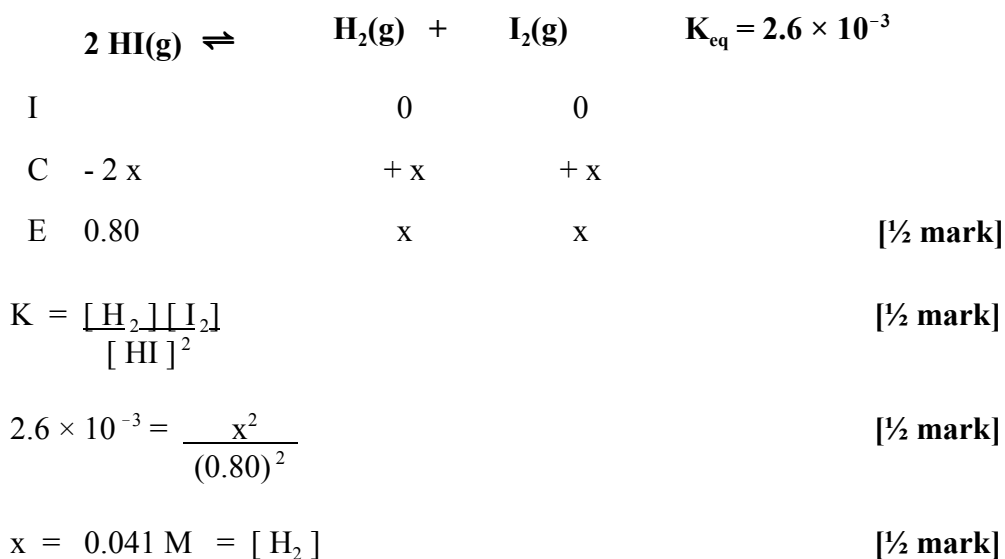 2 HI(g) ⇌ H₂(g) + I₂(g) Kₑq = 2.6 × 10⁻³
I 0 0
C - 2 x + x + x
E 0.80 x x [½ mark]
K = [ H₂ ] [ I₂] [½ mark]
[ HI ]²
2.6 × 10⁻³ = x² [½ mark]
(0.80)²
x = 0.041 M = [ H₂ ] [½ mark]